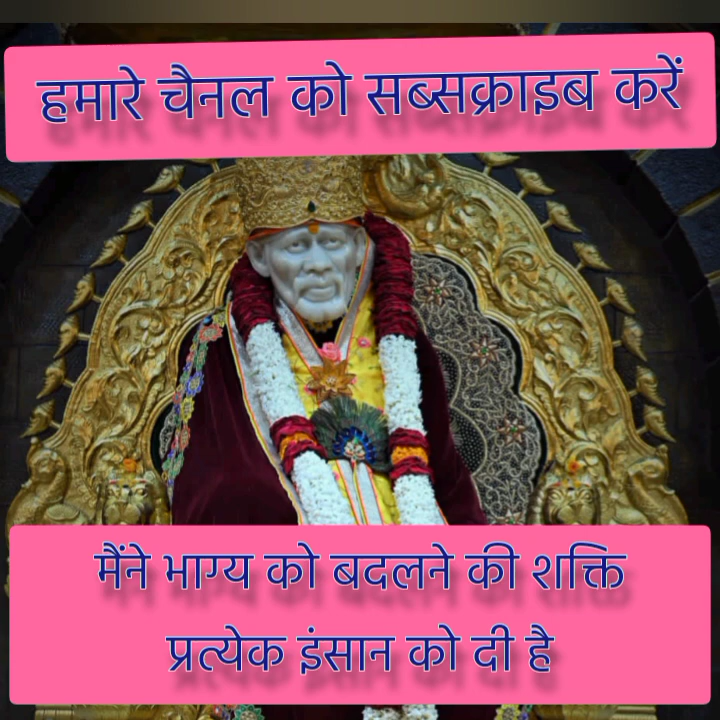 हमारे चैनल को सब्सक्राइब करें
मैंने भाग्य को बदलने की शक्ति
प्रत्येक इंसान को दी है